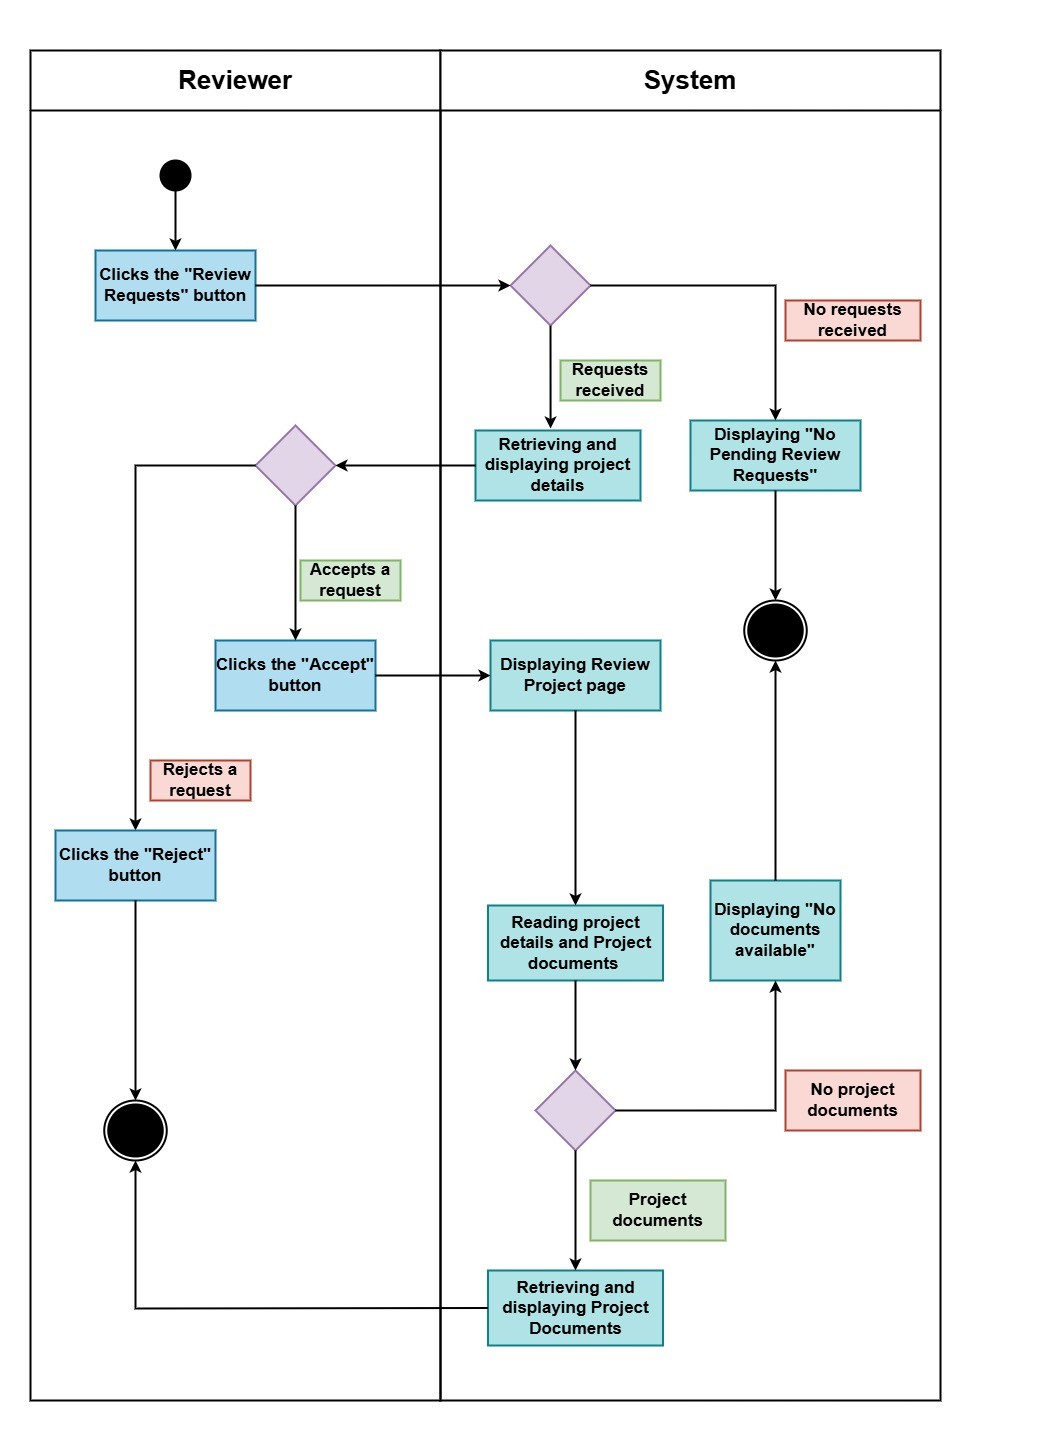 Reviewer
System
Clicks the "Review
Requests" button
No requests
received
Requests
received
Retrieving and
displaying project
details
Displaying "No
Pending Review
Requests"
Accepts a
request
Clicks the "Accept"
button
Displaying Review
Project page
Rejects a
request
Clicks the "Reject"
button
Reading project
details and Project
documents
Displaying "No
documents
available"
No project
documents
Project
documents
Retrieving and
displaying Project
Documents